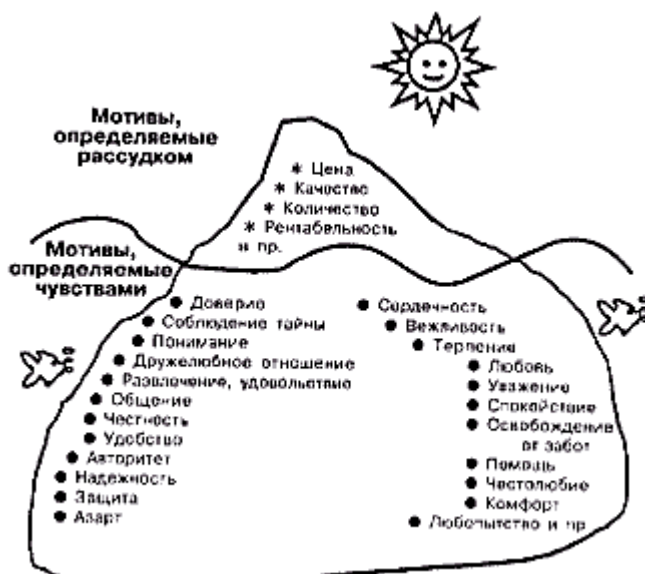 Мотивы,
определяемые
рассудком
* Цена
* Качество
* Количество
* Рентабельность
и пр.
Мотивы,
определяемые
чувствами
● Доверие
● Соблюдение тайны
● Понимание
● Дружелюбное отношение
● Развлечение, удовольствие
● Общение
● Честность
● Удобство
● Авторитет
● Надежность
● Защита
● Азарт
● Сердечность
● Вежливость
● Терпение
● Любовь
● Уважение
● Спокойствие
● Освобождение
от забот
● Помощь
● Честолюбие
● Комфорт
● Любопытство и пр